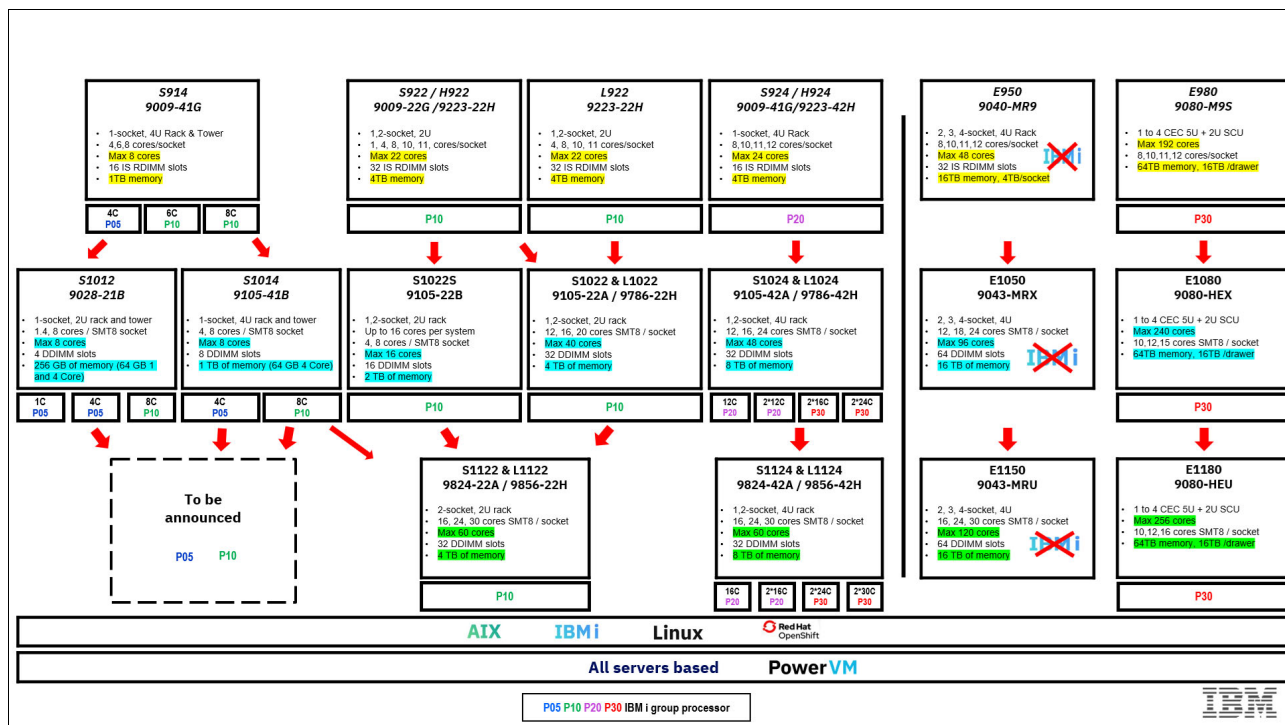 S914
9009-41G
• 1-socket, 4U Rack & Tower
• 4,6,8 cores/socket
• Max 8 cores
• 16 IS RDIMM slots
• 1TB memory
4C
P05
6C
P10
8C
P10
S922 / H922
9009-22G /9223-22H
• 1,2-socket, 2U
• 1, 4, 8, 10, 11, cores/socket
• Max 22 cores
• 32 IS RDIMM slots
• 4TB memory
P10
L922
9223-22H
• 1,2-socket, 2U
• 4, 8, 10, 11 cores/socket
• Max 22 cores
• 32 IS RDIMM slots
• 4TB memory
P10
S924 / H924
9009-41G/9223-42H
• 1-socket, 4U Rack
• 8,10,11,12 cores/socket
• Max 24 cores
• 16 IS RDIMM slots
• 4TB memory
P20
E950
9040-MR9
• 2, 3, 4-socket, 4U Rack
• 8,10,11,12 cores/socket
• Max 48 cores
• 32 IS RDIMM slots
• 16TB memory, 4TB/socket
IBM i
E980
9080-M9S
• 1 to 4 CEC 5U + 2U SCU
• Max 192 cores
• 8,10,11,12 cores/socket
• 64TB memory, 16TB /drawer
P30
S1012
9028-21B
• 1-socket, 2U rack and tower
• 1.4, 8 cores / SMT8 socket
• Max 8 cores
• 4 DDIMM slots
• 256 GB of memory (64 GB 1
and 4 Core)
1C
P05
4C
P05
8C
P10
S1014
9105-41B
• 1-socket, 4U rack and tower
• 4, 8 cores / SMT8 socket
• Max 8 cores
• 8 DDIMM slots
• 1 TB of memory (64 GB 4 Core)
4C
P05
8C
P10
S1022S
9105-22B
• 1,2-socket, 2U rack
• Up to 16 cores per system
• 4, 8 cores / SMT8 socket
• Max 16 cores
• 16 DDIMM slots
• 2 TB of memory
P10
S1022 & L1022
9105-22A / 9786-22H
• 1,2-socket, 2U rack
• 12, 16, 20 cores SMT8 / socket
• Max 40 cores
• 32 DDIMM slots
• 4 TB of memory
P10
S1024 & L1024
9105-42A / 9786-42H
• 1,2-socket, 4U rack
• 12, 16, 24 cores SMT8 / socket
• Max 48 cores
• 32 DDIMM slots
• 8 TB of memory
12C
P20
2*12C
P20
2*16C
P30
2*24C
P30
E1050
9043-MRX
• 2, 3, 4-socket, 4U
• 12, 18, 24 cores SMT8 / socket
• Max 96 cores
• 64 DDIMM slots
• 16 TB of memory
IBM i
E1080
9080-HEX
• 1 to 4 CEC 5U + 2U SCU
• Max 240 cores
• 10,12,15 cores SMT8 / socket
• 64TB memory, 16TB /drawer
P30
To be
announced
P05 P10
S1122 & L1122
9824-22A / 9856-22H
• 2-socket, 2U rack
• 16, 24, 30 cores SMT8 / socket
• Max 60 cores
• 32 DDIMM slots
• 4 TB of memory
P10
S1124 & L1124
9824-42A / 9856-42H
• 1,2-socket, 4U rack
• 16, 24, 30 cores SMT8 / socket
• Max 60 cores
• 32 DDIMM slots
• 8 TB of memory
16C
P20
2*16C
P20
2*24C
P30
2*30C
P30
E1150
9043-MRU
• 2, 3, 4-socket, 4U
• 16, 24, 30 cores SMT8 / socket
• Max 120 cores
• 64 DDIMM slots
• 16 TB of memory
IBM i
E1180
9080-HEU
• 1 to 4 CEC 5U + 2U SCU
• Max 256 cores
• 10,12,16 cores SMT8 / socket
• 64TB memory, 16TB /drawer
P30
AIX IBM i Linux Red Hat
OpenShift
All servers based PowerVM
P05 P10 P20 P30 IBM i group processor
IBM